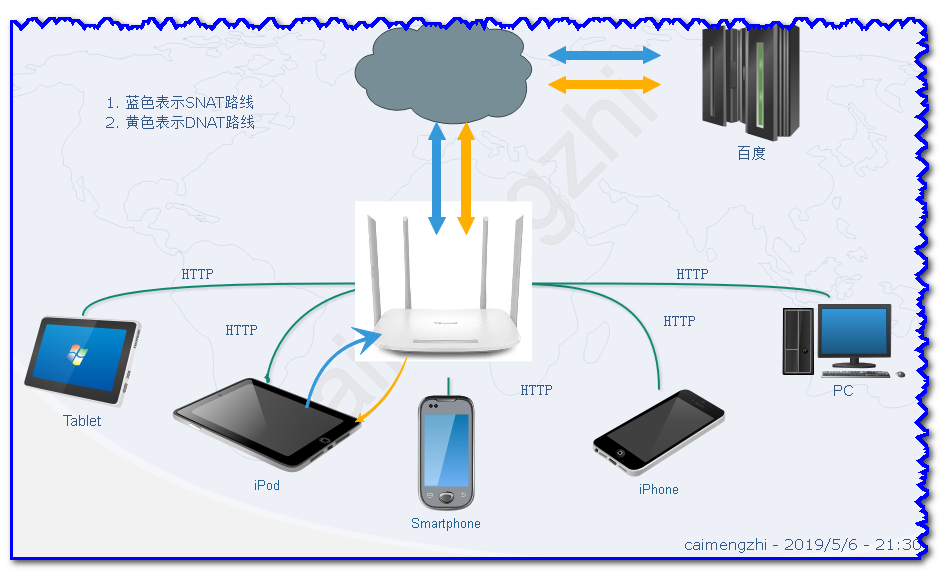 1. 蓝色表示SNAT路线
2. 黄色表示DNAT路线
百度
HTTP
HTTP
HTTP
HTTP
HTTP
Tablet
iPod
Smartphone
iPhone
PC
caimengzhi
caimengzhi - 2019/5/6 - 21:30